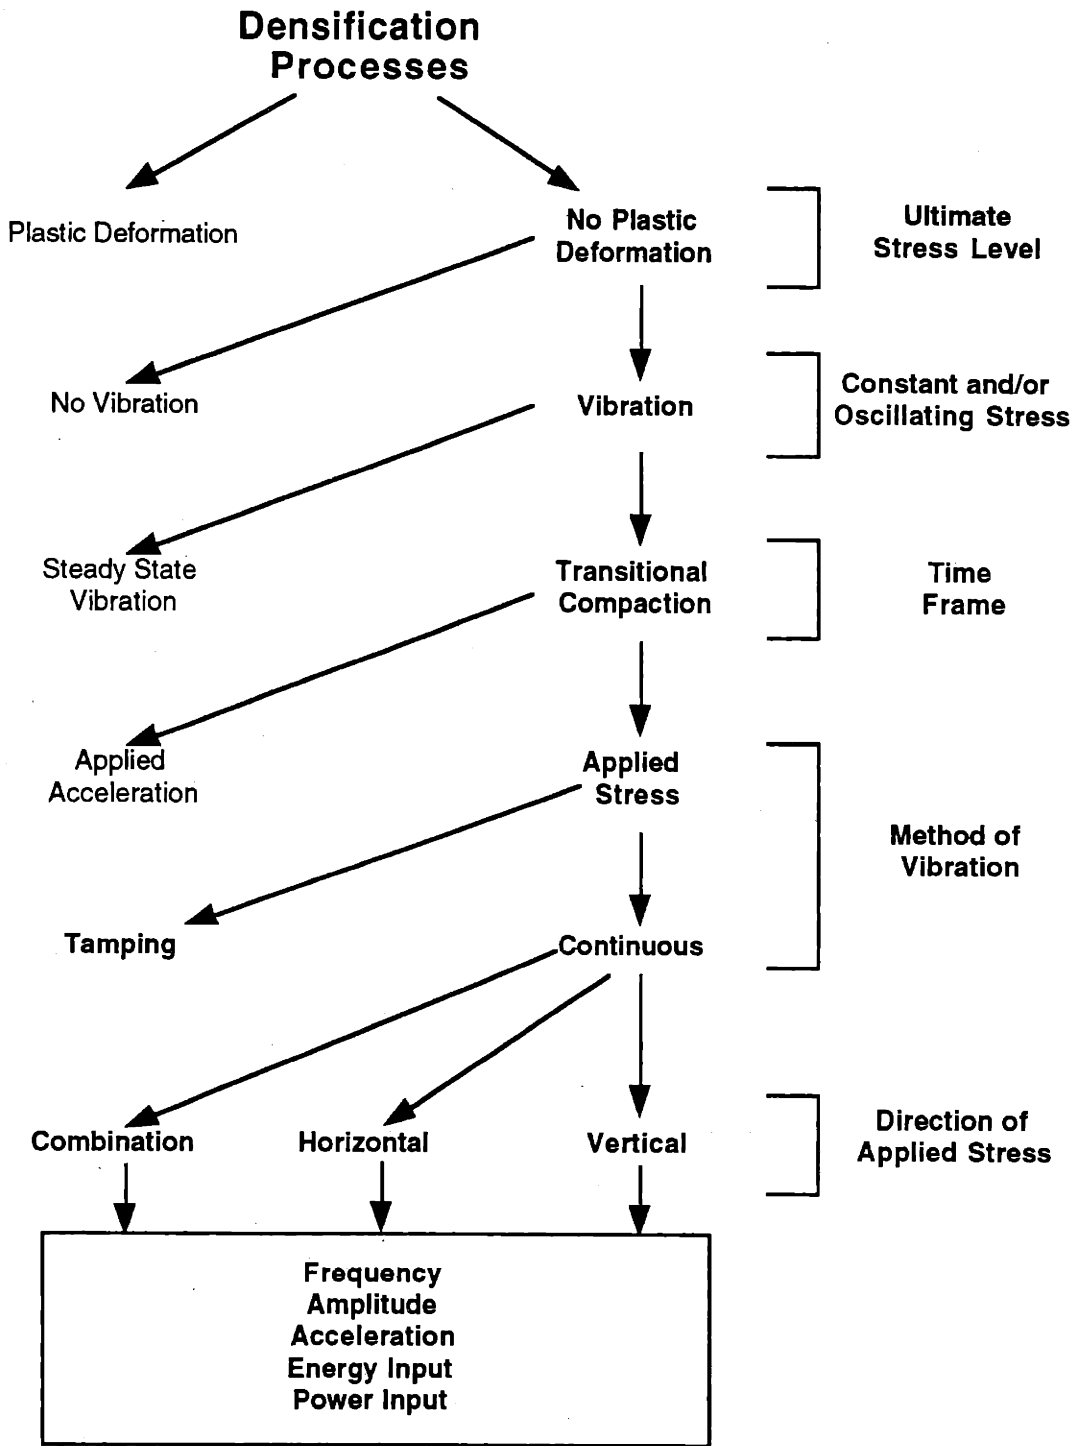 Densification
Processes
Plastic Deformation
No Plastic
Deformation
Ultimate
Stress Level
No Vibration
Vibration
Constant and/or
Oscillating Stress
Steady State
Vibration
Transitional
Compaction
Time
Frame
Applied
Acceleration
Applied
Stress
Method of
Vibration
Tamping
Continuous
Combination
Horizontal
Vertical
Direction of
Applied Stress
Frequency
Amplitude
Acceleration
Energy Input
Power Input